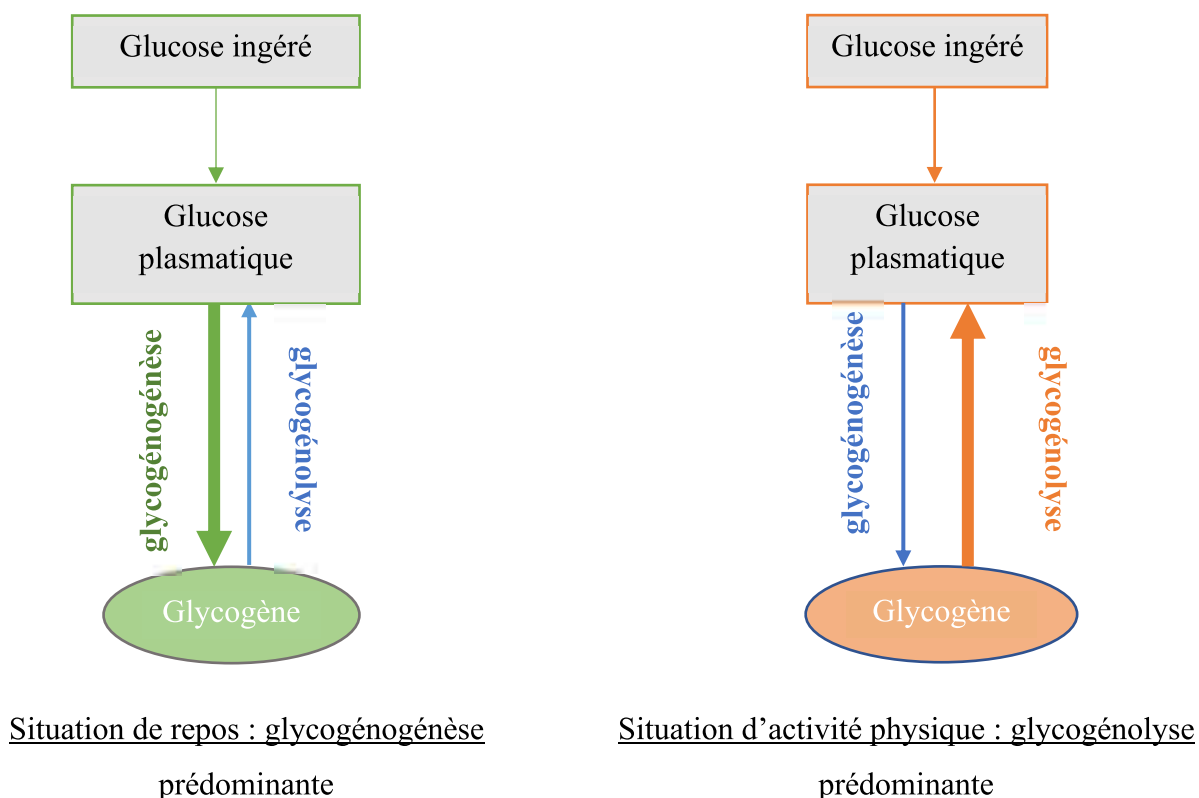 Glucose ingéré
Glucose
plasmatique
glycogénogénèse
glycogénolyse
Glycogène
Situation de repos : glycogénogénèse
prédominante
Glucose ingéré
Glucose
plasmatique
glycogénogénèse
glycogénolyse
Glycogène
Situation d’activité physique : glycogénolyse
prédominante